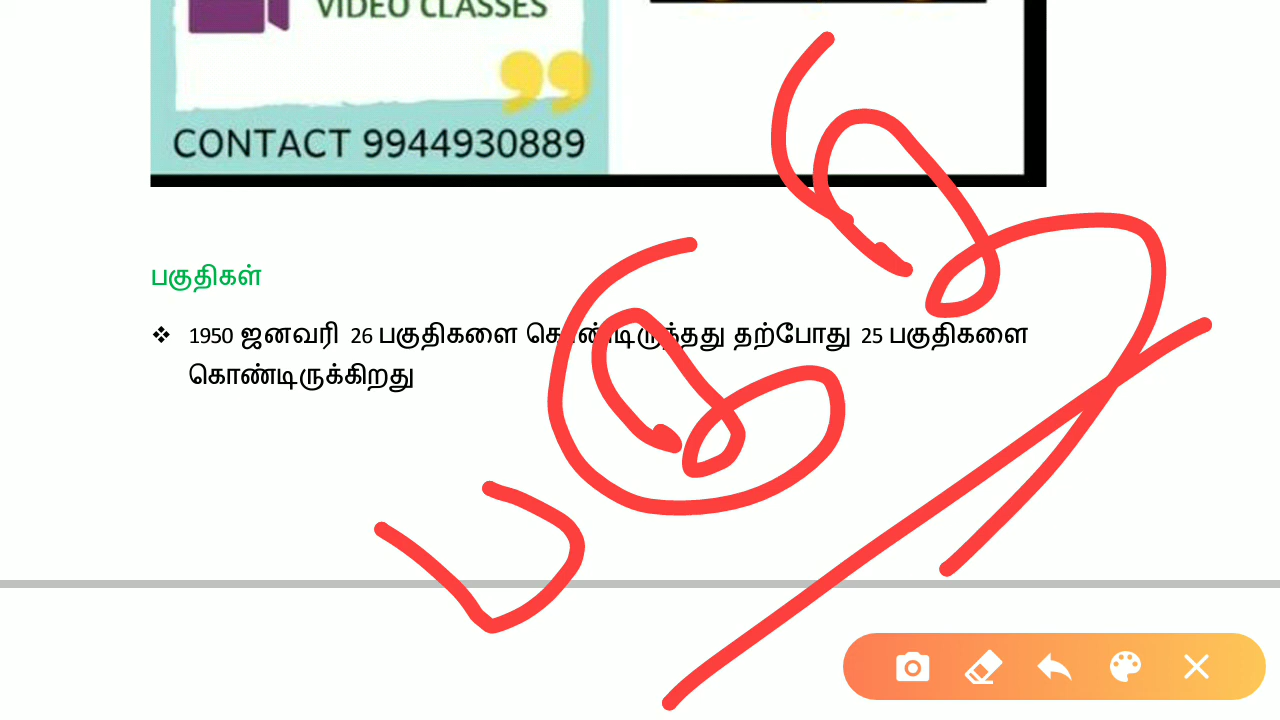 VIDEO CLASSES
CONTACT 9944930889
பகுதிகள்
❖ 1950 ஜனவரி 26 பகுதிகளை கொண்டிருந்தது தற்போது 25 பகுதிகளை
கொண்டிருக்கிறது